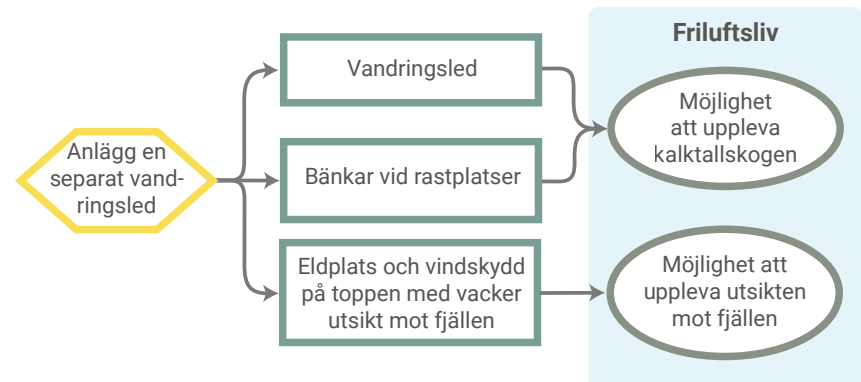 Anlägg en
separat vand-
ringsled
Vandringsled
Bänkar vid rastplatser
Eldplats och vindskydd
på toppen med vacker
utsikt mot fjällen
Friluftsliv
Möjlighet
att uppleva
kalktallskogen
Möjlighet att
uppleva utsikten
mot fjällen